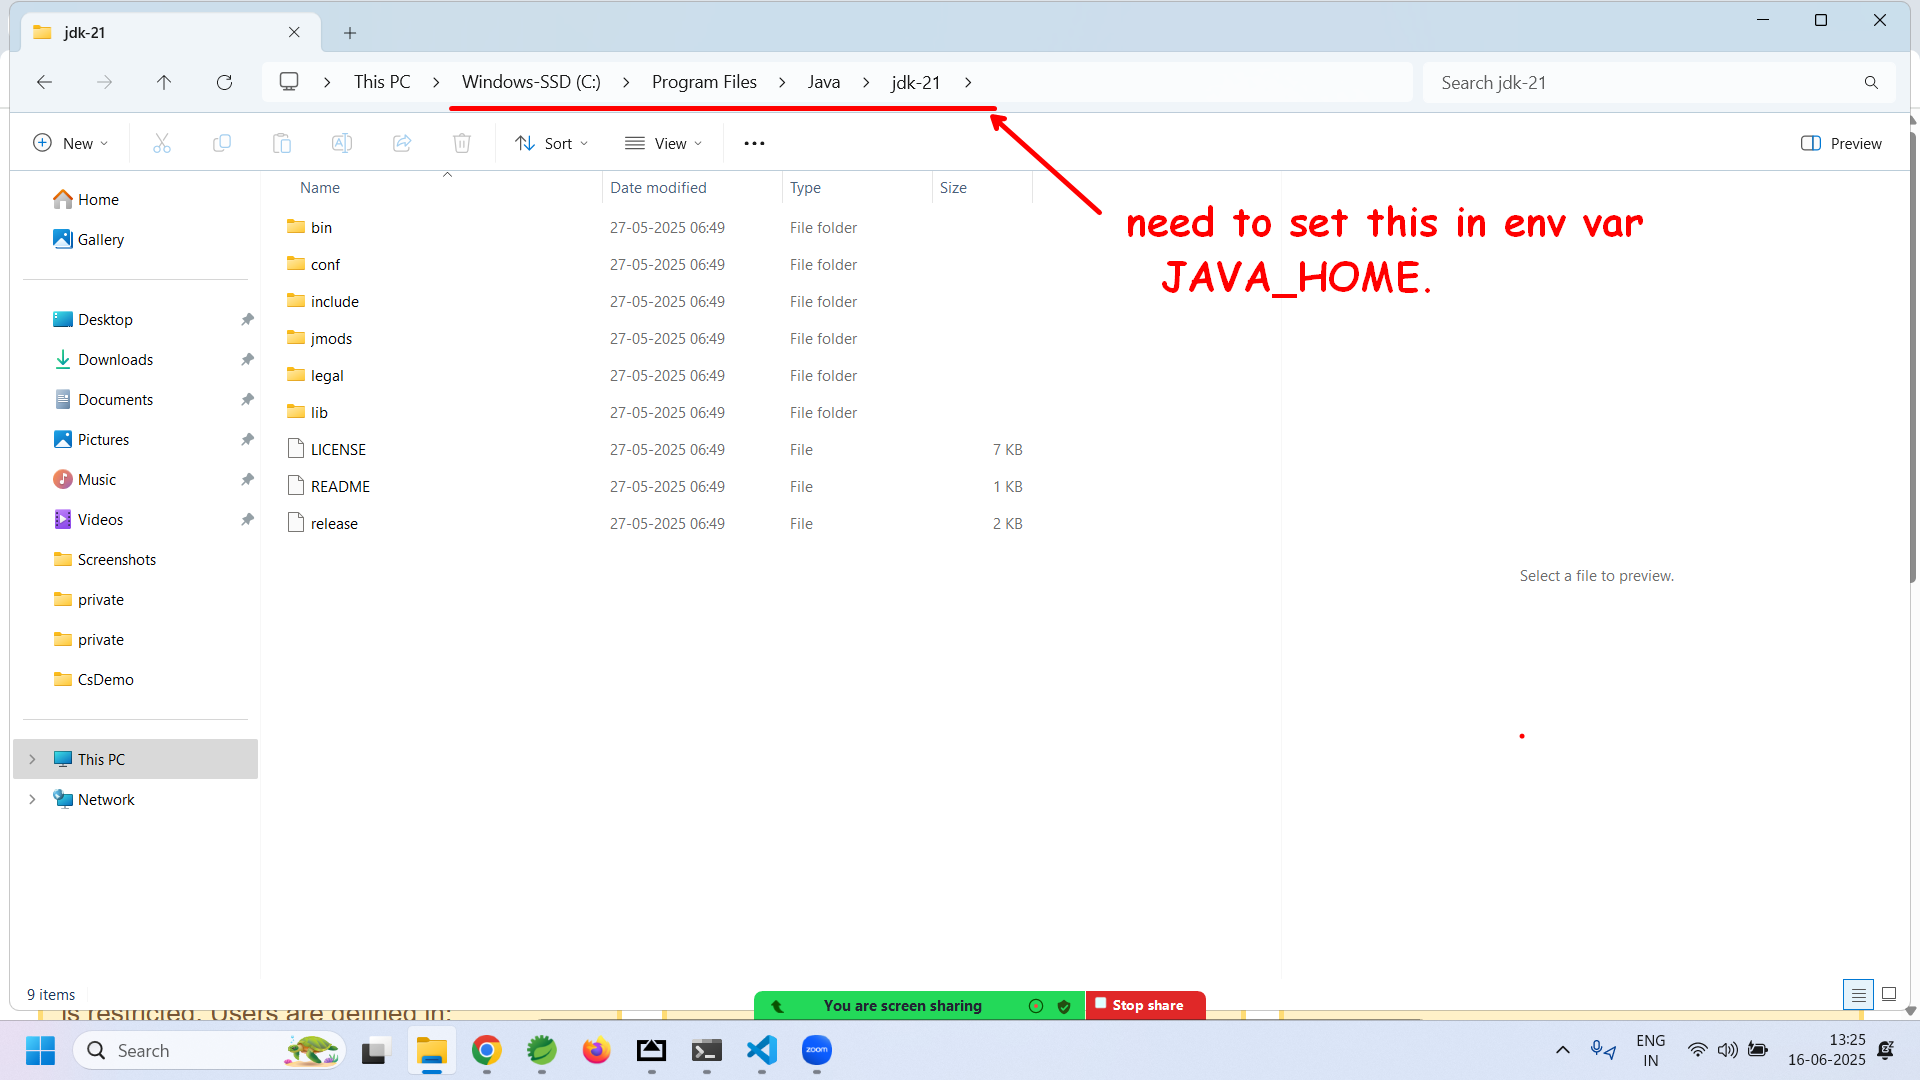 jdk-21
This PC > Windows-SSD (C:) > Program Files > Java > jdk-21 >
Search jdk-21
New
Sort
View
Preview
Name
Date modified
Type
Size
Home
Gallery
Desktop
Downloads
Documents
Pictures
Music
Videos
Screenshots
private
private
CsDemo
This PC
Network
bin 27-05-2025 06:49 File folder
conf 27-05-2025 06:49 File folder
include 27-05-2025 06:49 File folder
jmods 27-05-2025 06:49 File folder
legal 27-05-2025 06:49 File folder
lib 27-05-2025 06:49 File folder
LICENSE 27-05-2025 06:49 File 7 KB
README 27-05-2025 06:49 File 1 KB
release 27-05-2025 06:49 File 2 KB
need to set this in env var
JAVA_HOME.
Select a file to preview.
9 items
is restricted. Users are defined in:
You are screen sharing
Stop share
Search
zoom
ENG
IN
13:25
16-06-2025